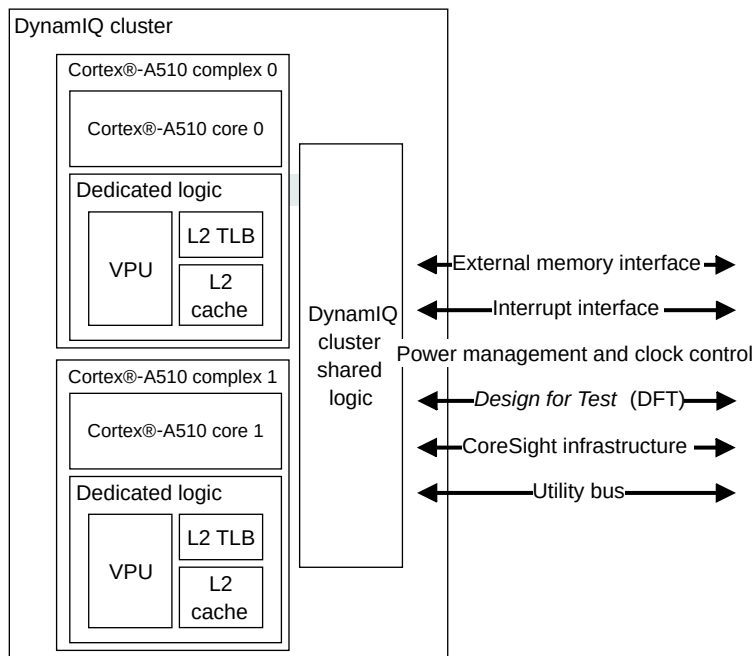 DynamIQ cluster
Cortex®-A510 complex 0
Cortex®-A510 core 0
Dedicated logic
VPU
L2 TLB
L2
cache
Cortex®-A510 complex 1
Cortex®-A510 core 1
Dedicated logic
VPU
L2 TLB
L2
cache
DynamIQ
cluster
shared
logic
External memory interface
Interrupt interface
Power management and clock control
Design for Test (DFT)
CoreSight infrastructure
Utility bus